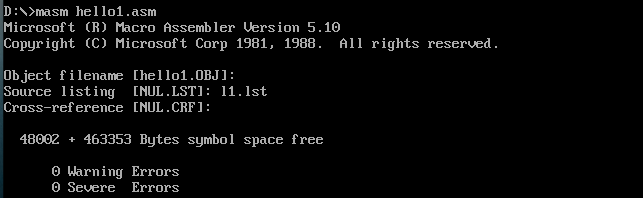 D:\>masm hello1.asm
Microsoft (R) Macro Assembler Version 5.10
Copyright (C) Microsoft Corp 1981, 1988.  All rights reserved.
Object filename [hello1.OBJ]:
Source listing  [NUL.LST]: l1.lst
Cross-reference [NUL.CRF]:
48002 + 463353 Bytes symbol space free
0 Warning Errors
0 Severe  Errors